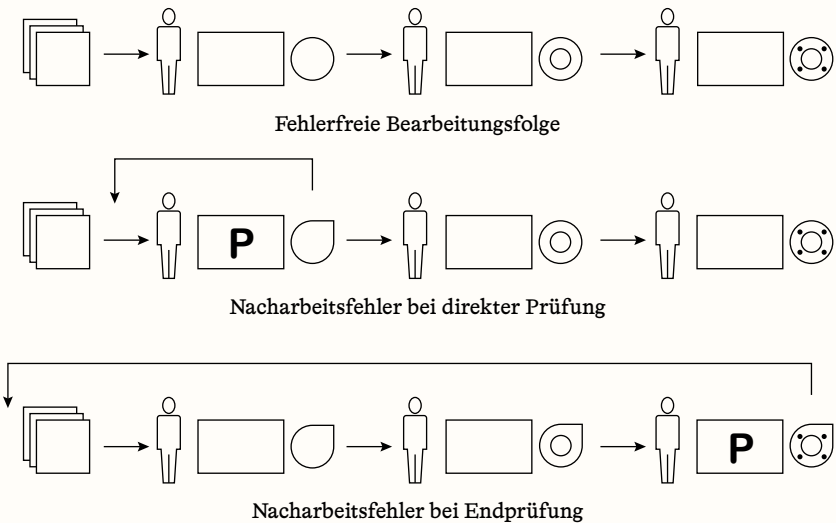 Fehlerfreie Bearbeitungsfolge
P
Nacharbeitsfehler bei direkter Prüfung
P
Nacharbeitsfehler bei Endprüfung